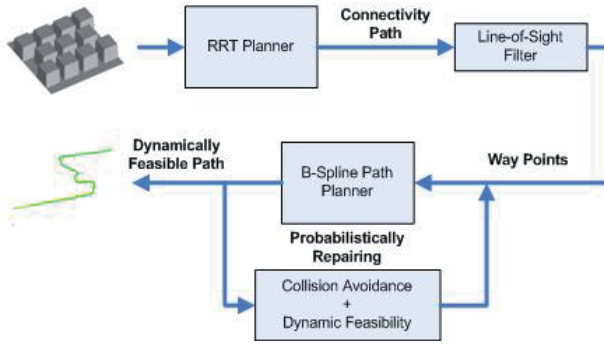 Connectivity
Path
RRT Planner
Line-of-Sight
Filter
Dynamically
Feasible Path
B-Spline Path
Planner
Way Points
Probabilistically
Repairing
Collision Avoidance
+
Dynamic Feasibility